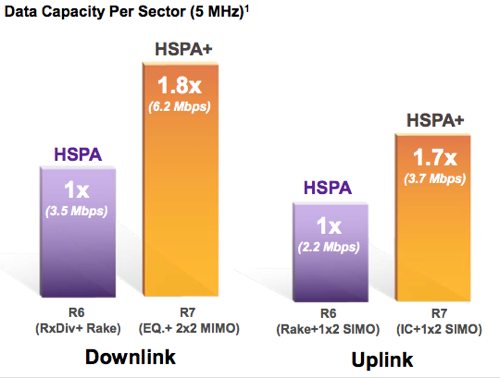 Data Capacity Per Sector (5 MHz)¹
HSPA+
1.8x
(6.2 Mbps)
HSPA
1x
(3.5 Mbps)
R6
(RxDiv+ Rake)
R7
(EQ.+ 2x2 MIMO)
Downlink
HSPA+
1.7x
(3.7 Mbps)
HSPA
1x
(2.2 Mbps)
R6
(Rake+1x2 SIMO)
R7
(IC+1x2 SIMO)
Uplink